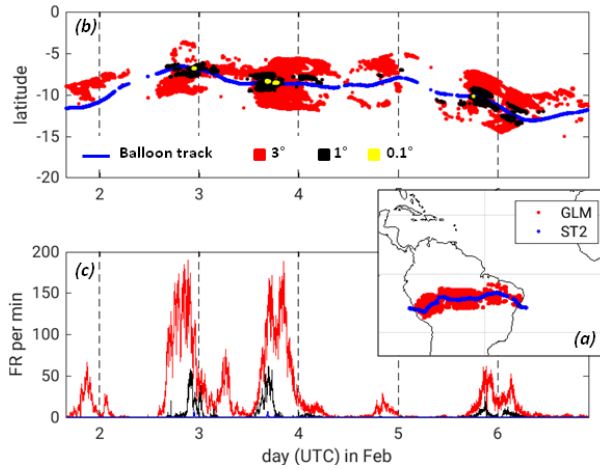 (b)
0
-5
-10
-15
-20
latitude
Balloon track 3° 1° 0.1°
2 3 4 5 6
GLM
ST2
(a)
(c)
200
150
100
50
0
FR per min
2 3 4 5 6
day (UTC) in Feb